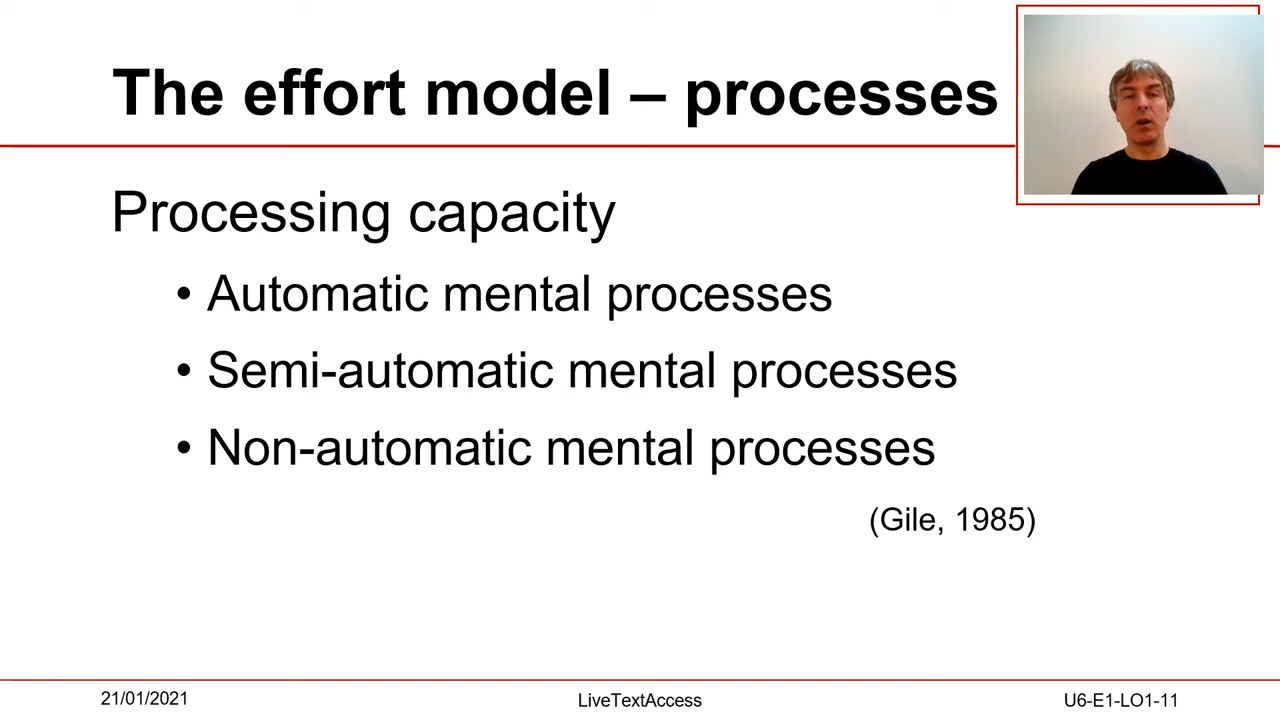 The effort model – processes
Processing capacity
• Automatic mental processes
• Semi-automatic mental processes
• Non-automatic mental processes
(Gile, 1985)
21/01/2021
LiveTextAccess
U6-E1-LO1-11